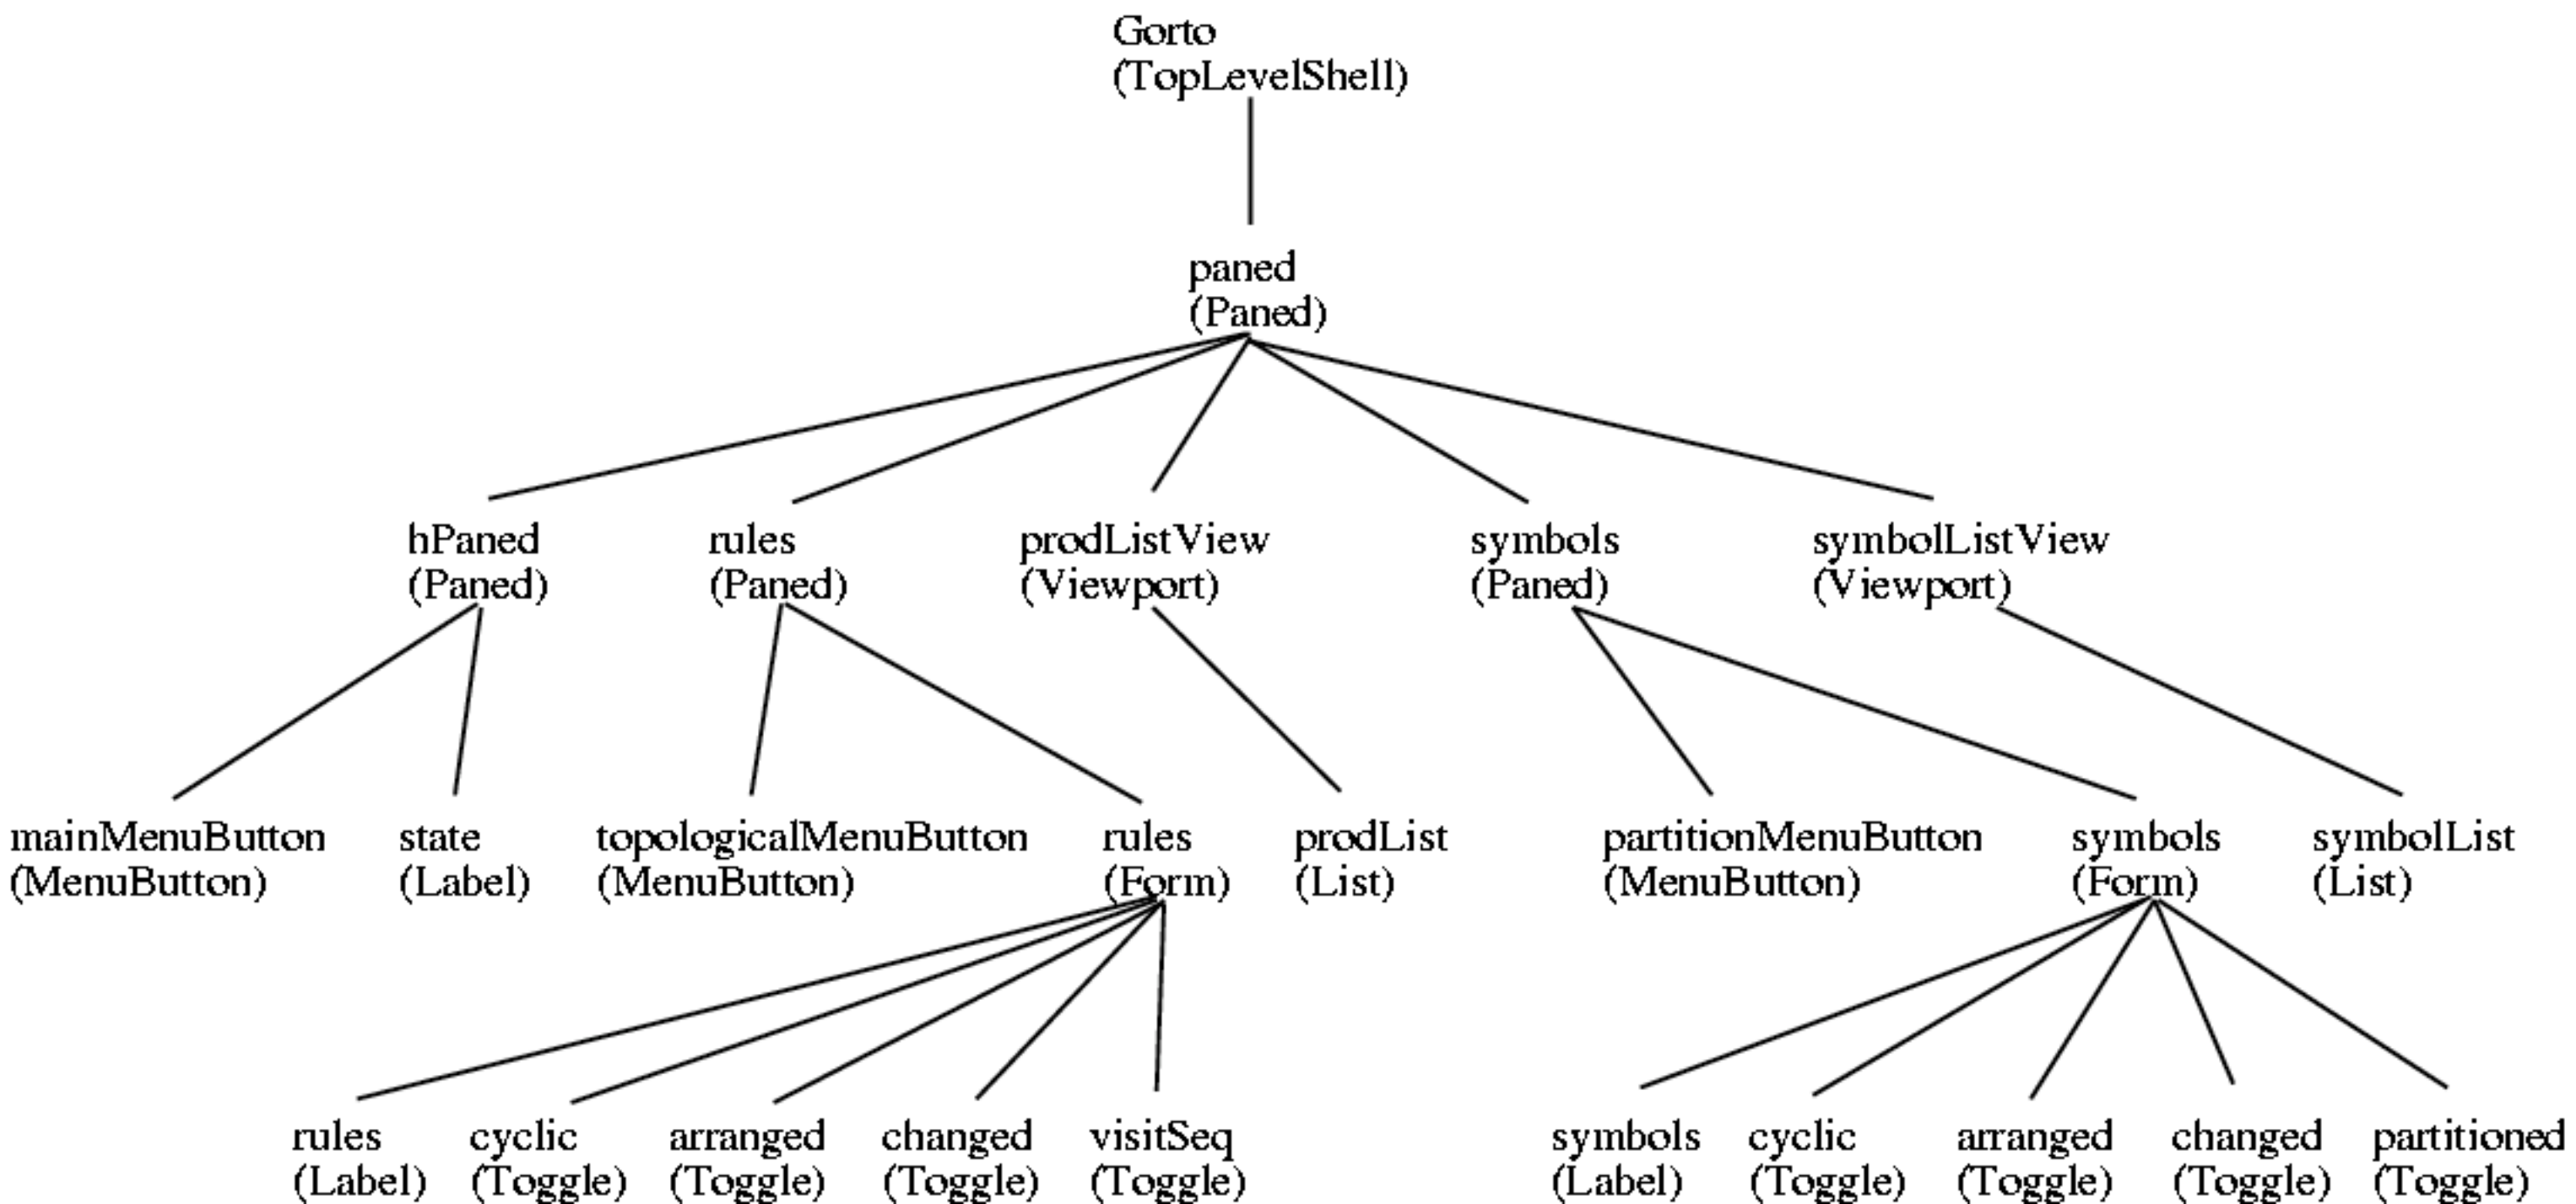 Gorto
(TopLevelShell)
paned
(Paned)
hPaned
(Paned)
rules
(Paned)
prodListView
(Viewport)
symbols
(Paned)
symbolListView
(Viewport)
mainMenuButton
(MenuButton)
state
(Label)
topologicalMenuButton
(MenuButton)
rules
(Form)
prodList
(List)
partitionMenuButton
(MenuButton)
symbols
(Form)
symbolList
(List)
rules
(Label)
cyclic
(Toggle)
arranged
(Toggle)
changed
(Toggle)
visitSeq
(Toggle)
symbols
(Label)
cyclic
(Toggle)
arranged
(Toggle)
changed
(Toggle)
partitioned
(Toggle)